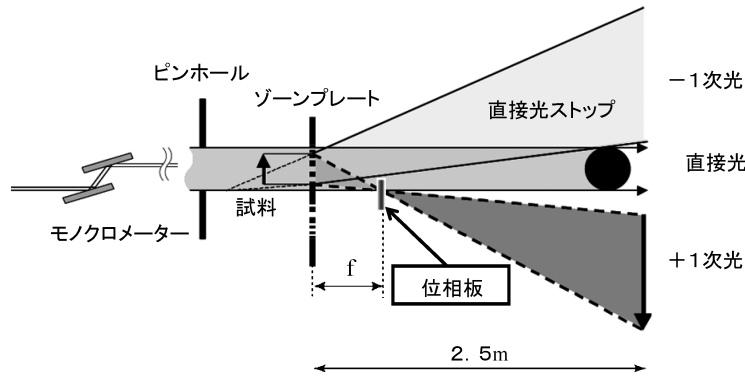 ピンホール
ゾーンプレート
直接光ストップ
－１次光
直接光
試料
モノクロメーター
＋１次光
f
位相板
２．５m